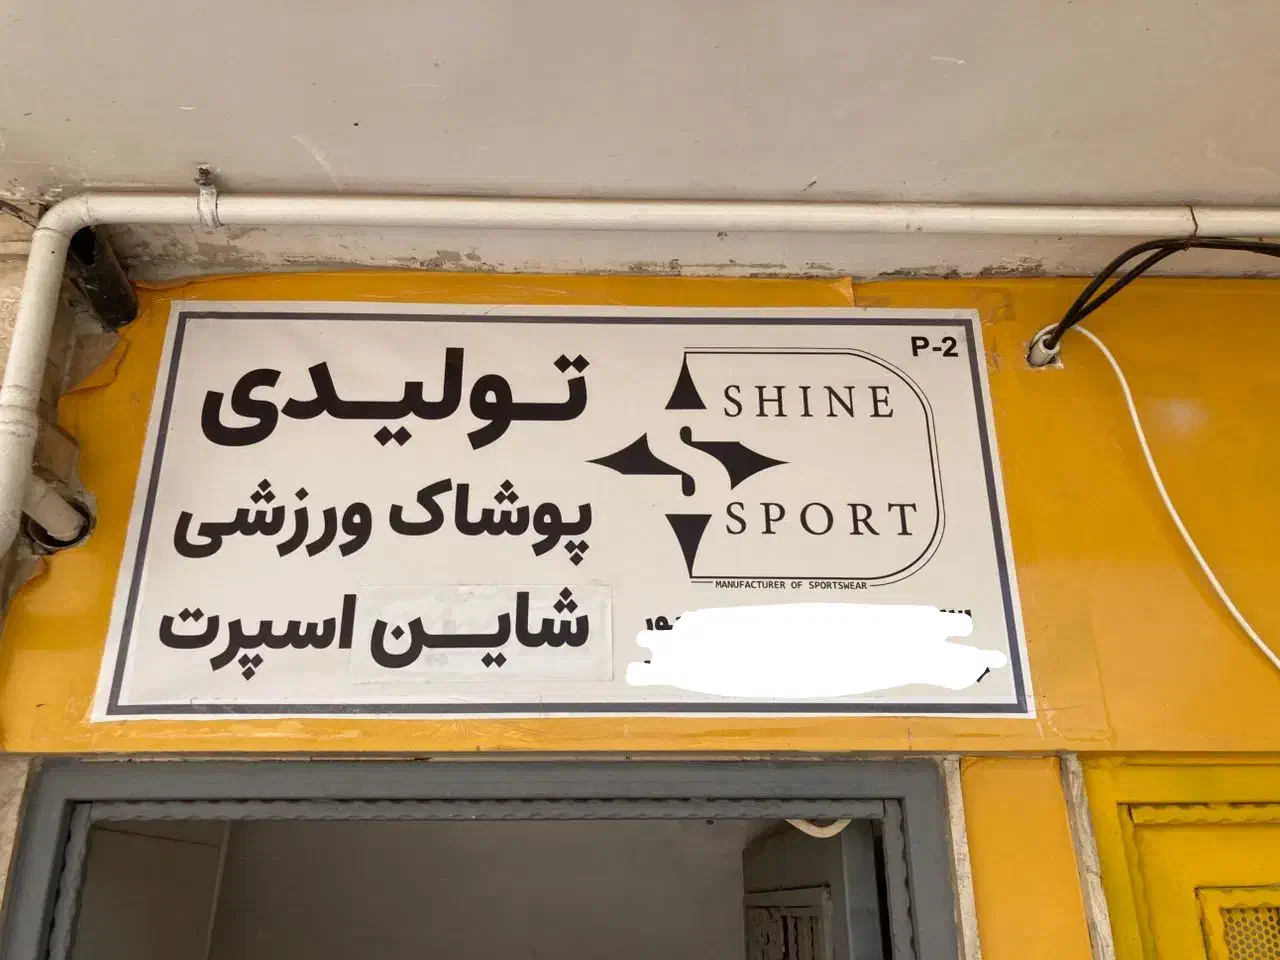 تولیدی
پوشاک ورزشی
شاین اسپرت
P-2
SHINE
SPORT
MANUFACTURER OF SPORTSWEAR